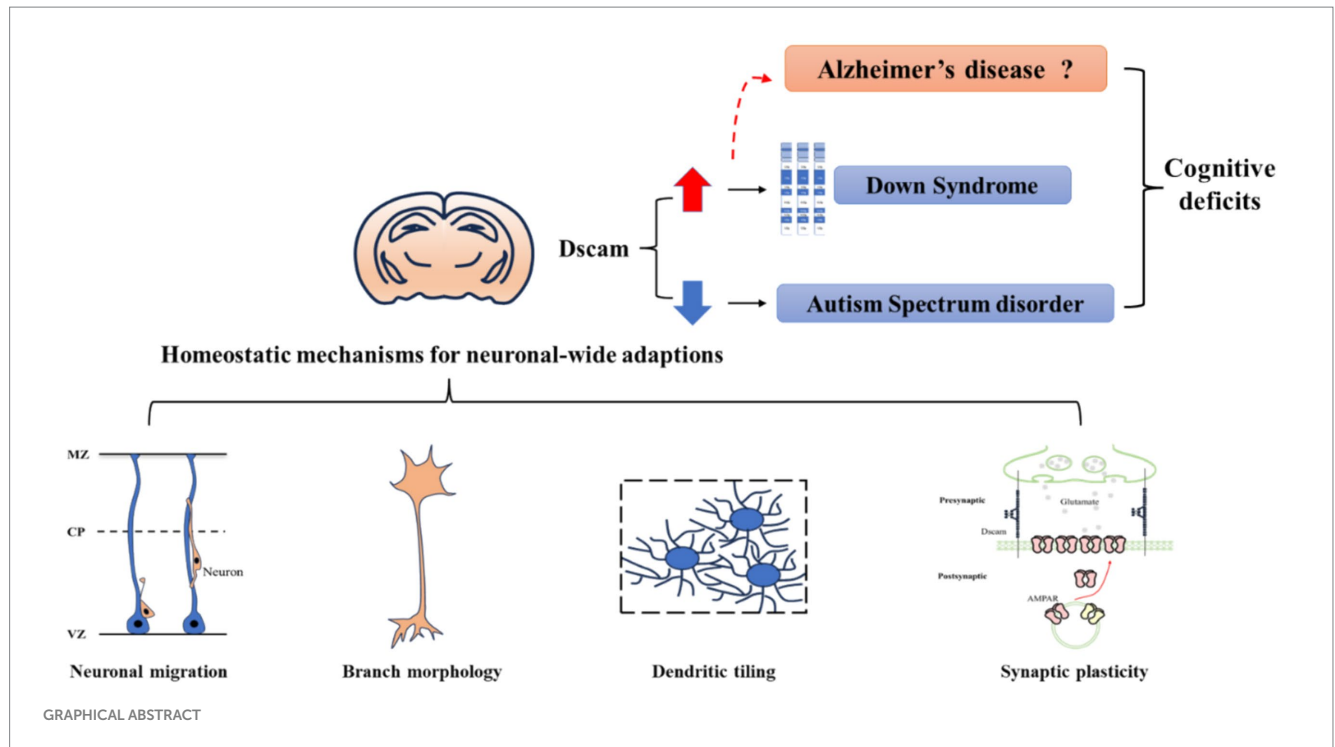 Alzheimer's disease ?
Down Syndrome
Cognitive
deficits
Dscam
Autism Spectrum disorder
Homeostatic mechanisms for neuronal-wide adaptions
MZ
CP
Neuron
VZ
Presynaptic
Glutamate
Dscam
Postsynaptic
AMPAR
Neuronal migration
Branch morphology
Dendritic tiling
Synaptic plasticity
GRAPHICAL ABSTRACT